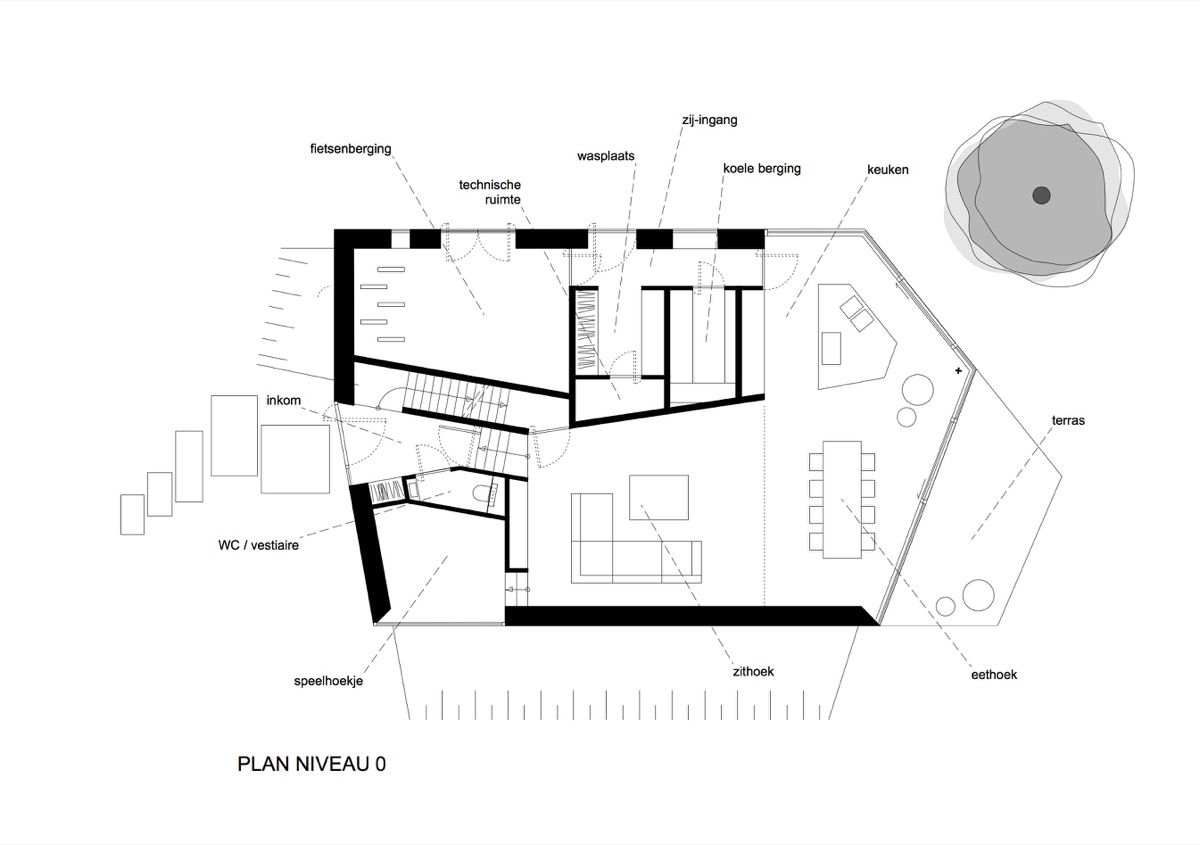 zij-ingang
fietsenberging
wasplaats
koele berging
keuken
technische
ruimte
inkom
terras
WC / vestiaire
speelhoekje
zithoek
eethoek
PLAN NIVEAU 0